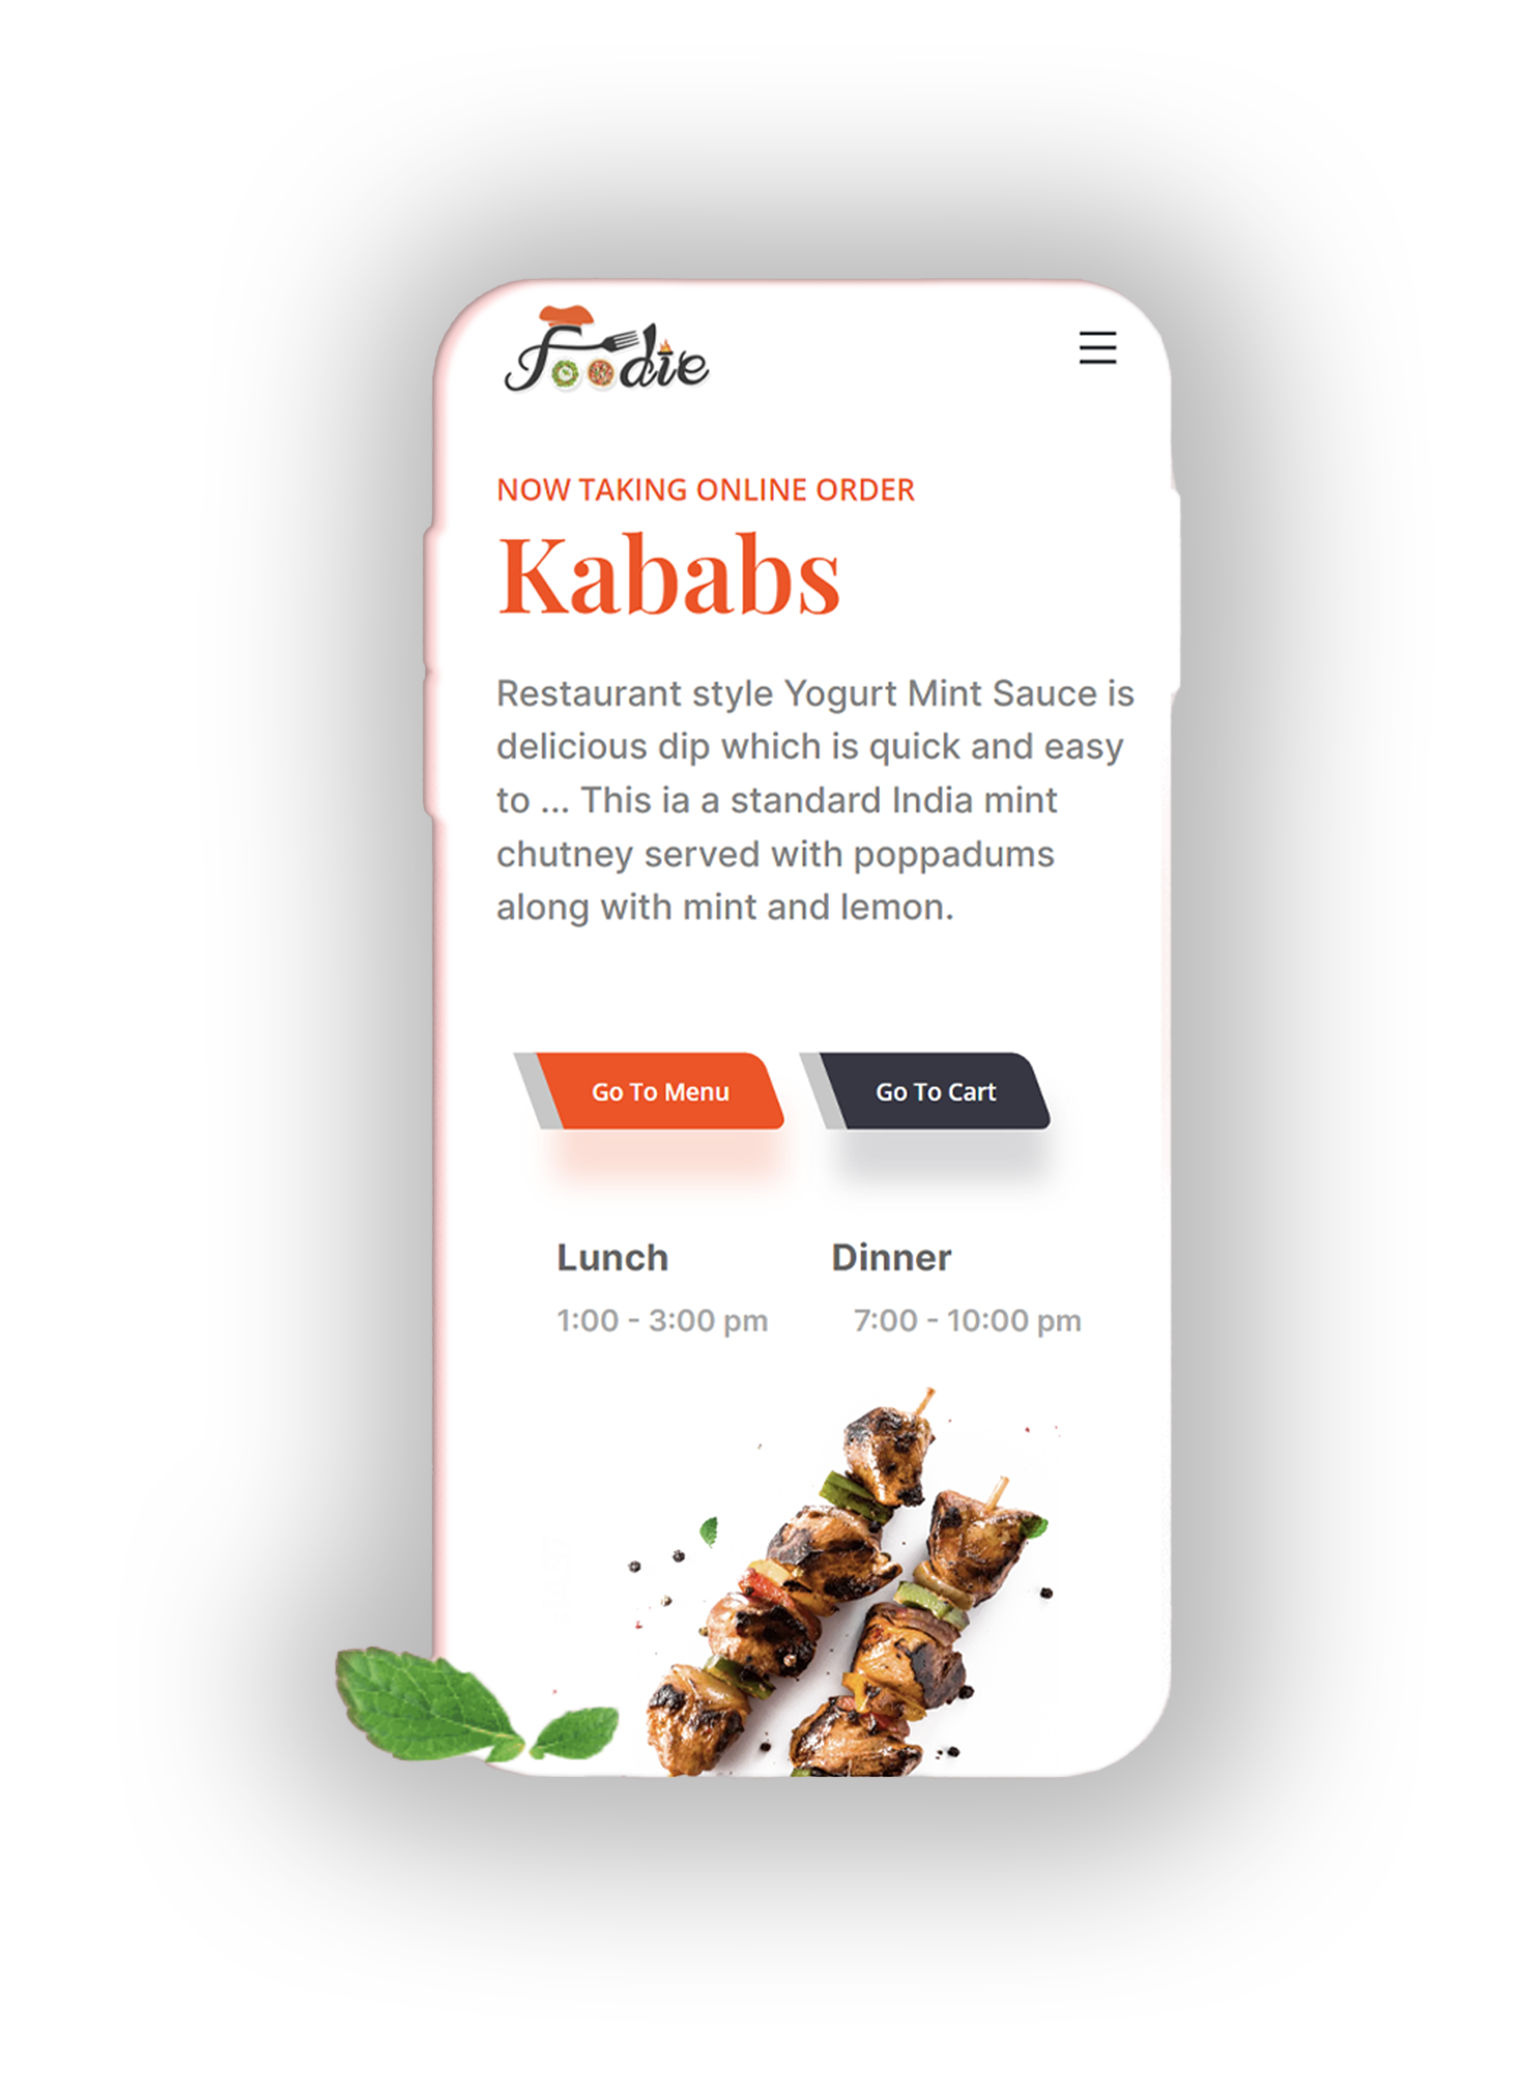 Foodie
NOW TAKING ONLINE ORDER
Kababs
Restaurant style Yogurt Mint Sauce is
delicious dip which is quick and easy
to ... This ia a standard India mint
chutney served with poppadums
along with mint and lemon.
Go To Menu
Go To Cart
Lunch
Dinner
1:00 - 3:00 pm
7:00 - 10:00 pm